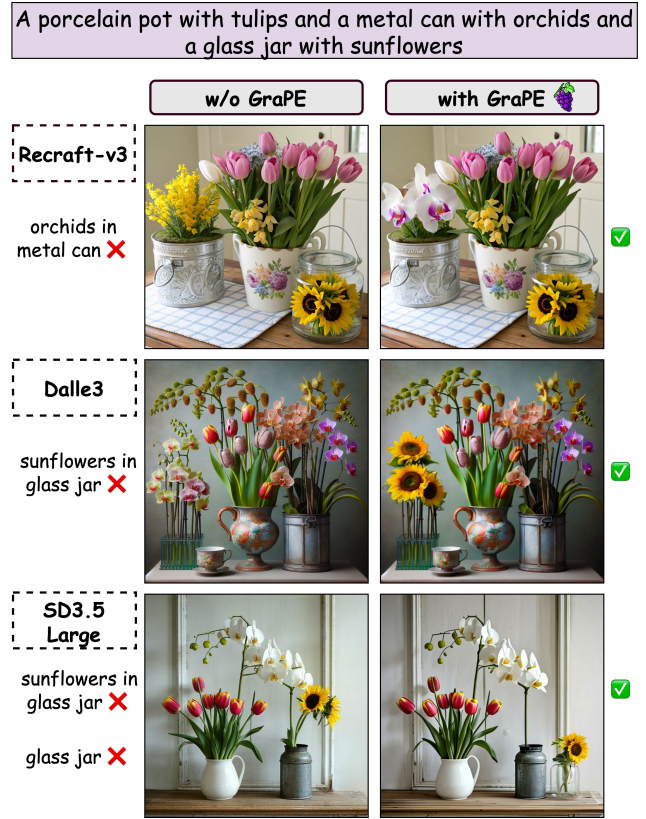 A porcelain pot with tulips and a metal can with orchids and
a glass jar with sunflowers
w/o GraPE
with GraPE
Recraft-v3
orchids in
metal can
Dalle3
sunflowers in
glass jar
SD3.5
Large
sunflowers in
glass jar
glass jar